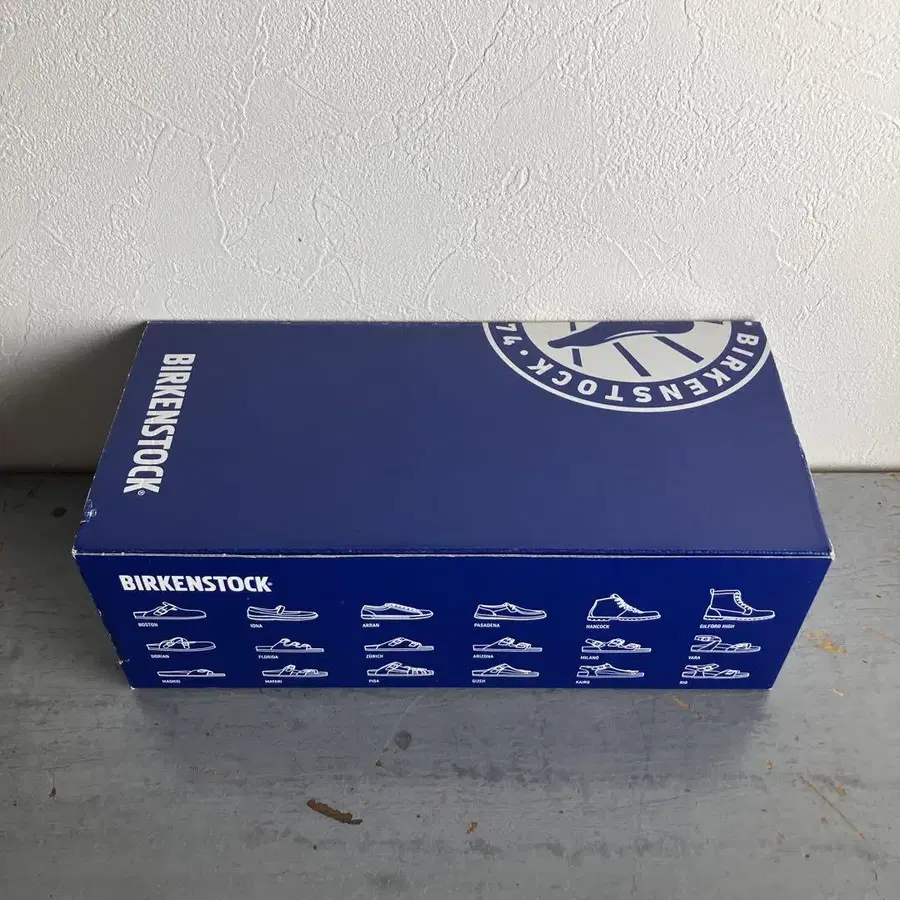 BIRKENSTOCK®
74 • BIRKENSTOCK •
BIRKENSTOCK
BOSTON IONA ARRAN PASADENA HANCOCK GILFORD HIGH
DORIAN FLORIDA ZÜRICH ARIZONA MILANO YARA
MADRID MAYARI PISA GIZEH KAIRO RIO